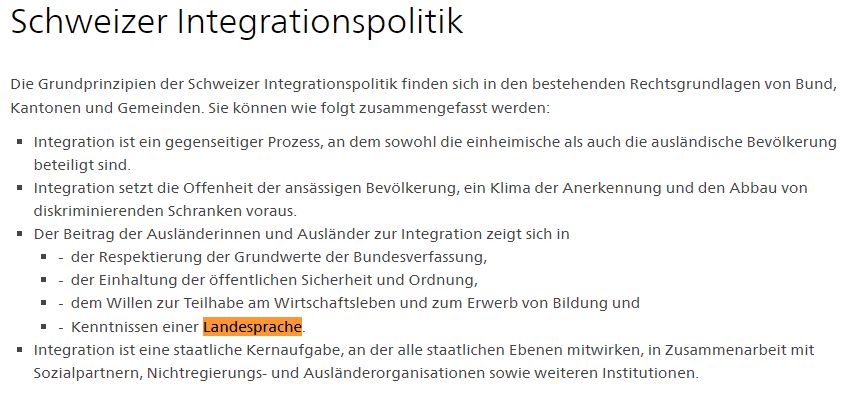 Schweizer Integrationspolitik
Die Grundprinzipien der Schweizer Integrationspolitik finden sich in den bestehenden Rechtsgrundlagen von Bund,
Kantonen und Gemeinden. Sie können wie folgt zusammengefasst werden:
▪ Integration ist ein gegenseitiger Prozess, an dem sowohl die einheimische als auch die ausländische Bevölkerung
beteiligt sind.
▪ Integration setzt die Offenheit der ansässigen Bevölkerung, ein Klima der Anerkennung und den Abbau von
diskriminierenden Schranken voraus.
▪ Der Beitrag der Ausländerinnen und Ausländer zur Integration zeigt sich in
▪ - der Respektierung der Grundwerte der Bundesverfassung,
▪ - der Einhaltung der öffentlichen Sicherheit und Ordnung,
▪ - dem Willen zur Teilhabe am Wirtschaftsleben und zum Erwerb von Bildung und
▪ - Kenntnissen einer Landesprache.
▪ Integration ist eine staatliche Kernaufgabe, an der alle staatlichen Ebenen mitwirken, in Zusammenarbeit mit
Sozialpartnern, Nichtregierungs- und Ausländerorganisationen sowie weiteren Institutionen.